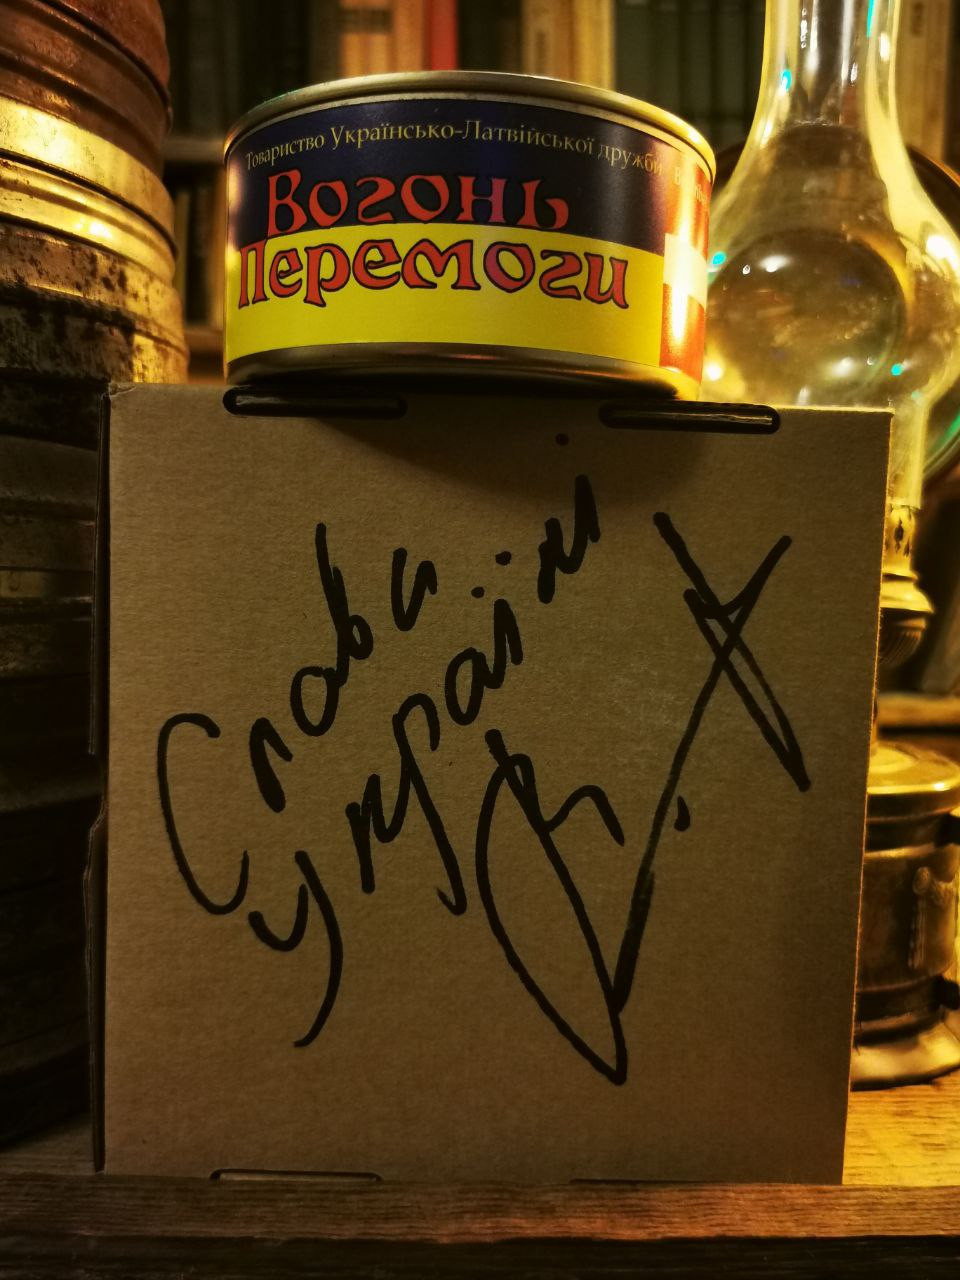 Товариство Українсько-Латвійської дружби
Вогонь
Перемоги
Слава
Україні